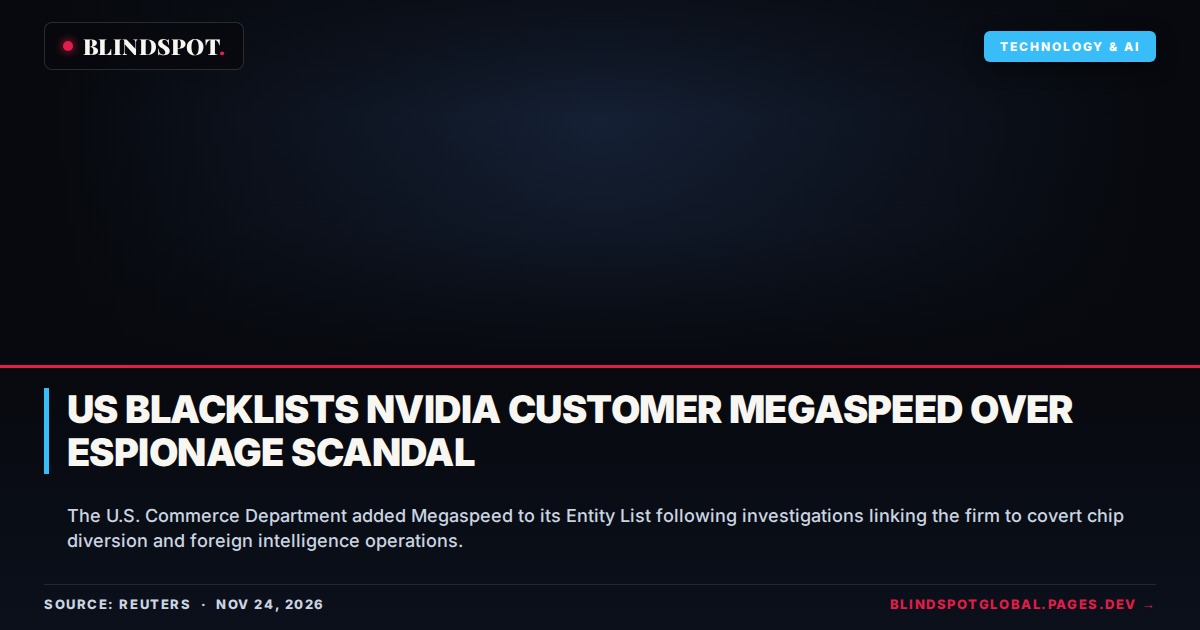 BLINDSPOT.
TECHNOLOGY & AI
US BLACKLISTS NVIDIA CUSTOMER MEGASPEED OVER
ESPIONAGE SCANDAL
The U.S. Commerce Department added Megaspeed to its Entity List following investigations linking the firm to covert chip
diversion and foreign intelligence operations.
SOURCE: REUTERS · NOV 24, 2026
BLINDSPOTGLOBAL.PAGES.DEV →